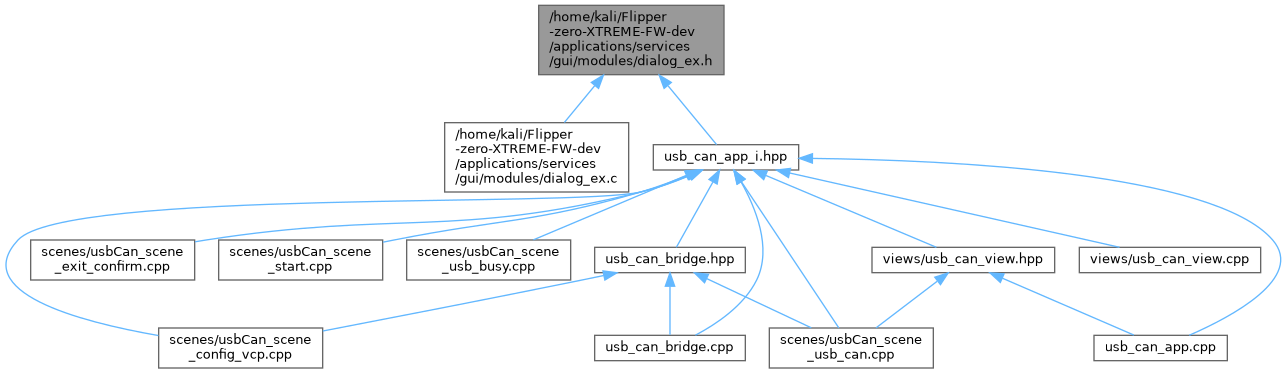 /home/kali/Flipper
-zero-XTREME-FW-dev
/applications/services
/gui/modules/dialog_ex.h
/home/kali/Flipper
-zero-XTREME-FW-dev
/applications/services
/gui/modules/dialog_ex.c
usb_can_app_i.hpp
scenes/usbCan_scene
_exit_confirm.cpp
scenes/usbCan_scene
_start.cpp
scenes/usbCan_scene
_usb_busy.cpp
usb_can_bridge.hpp
views/usb_can_view.hpp
views/usb_can_view.cpp
scenes/usbCan_scene
_config_vcp.cpp
usb_can_bridge.cpp
scenes/usbCan_scene
_usb_can.cpp
usb_can_app.cpp